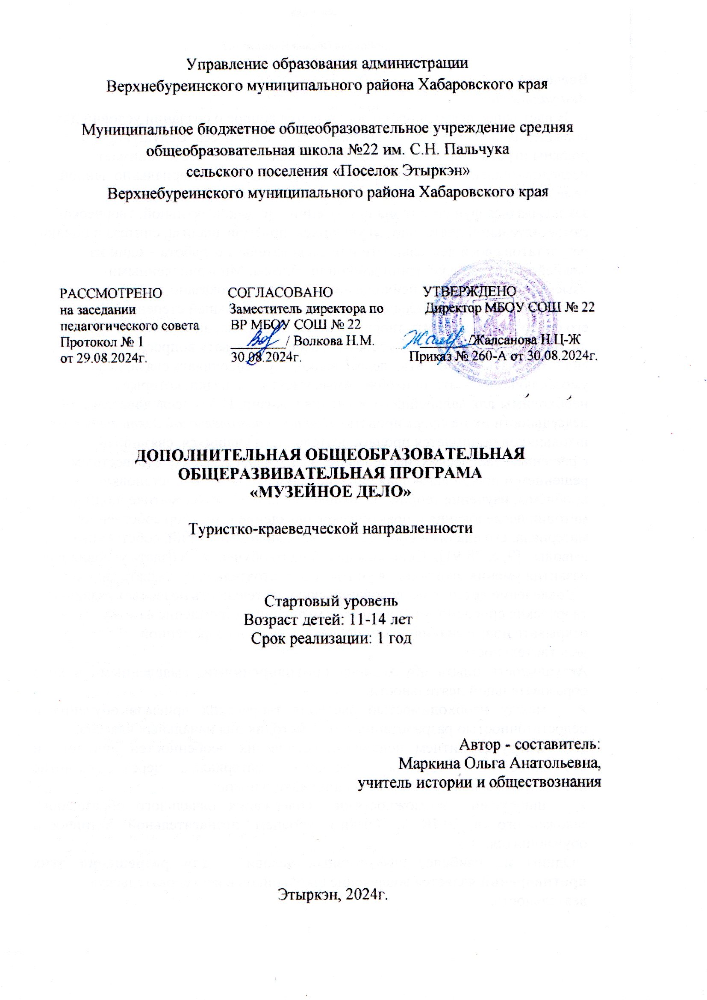 Управление образования администрации
Верхнебуреинского муниципального района Хабаровского края
Муниципальное бюджетное общеобразовательное учреждение средняя
общеобразовательная школа №22 им. С.Н. Пальчука
сельского поселения «Поселок Этыркэн»
Верхнебуреинского муниципального района Хабаровского края
РАССМОТРЕНО
на заседании
педагогического совета
Протокол № 1
от 29.08.2024г.
СОГЛАСОВАНО
Заместитель директора по
ВР МБОУ СОШ № 22
________/ Волкова Н.М.
30.08.2024г.
УТВЕРЖДЕНО
Директор МБОУ СОШ № 22
_______/Жалсанова Н.Ц-Ж
Приказ № 260-А от 30.08.2024г.
ДОПОЛНИТЕЛЬНАЯ ОБЩЕОБРАЗОВАТЕЛЬНАЯ
ОБЩЕРАЗВИВАТЕЛЬНАЯ ПРОГРАМА
«МУЗЕЙНОЕ ДЕЛО»
Туристко-краеведческой направленности
Стартовый уровень
Возраст детей: 11-14 лет
Срок реализации: 1 год
Автор - составитель:
Маркина Ольга Анатольевна,
учитель истории и обществознания
Этыркэн, 2024г.